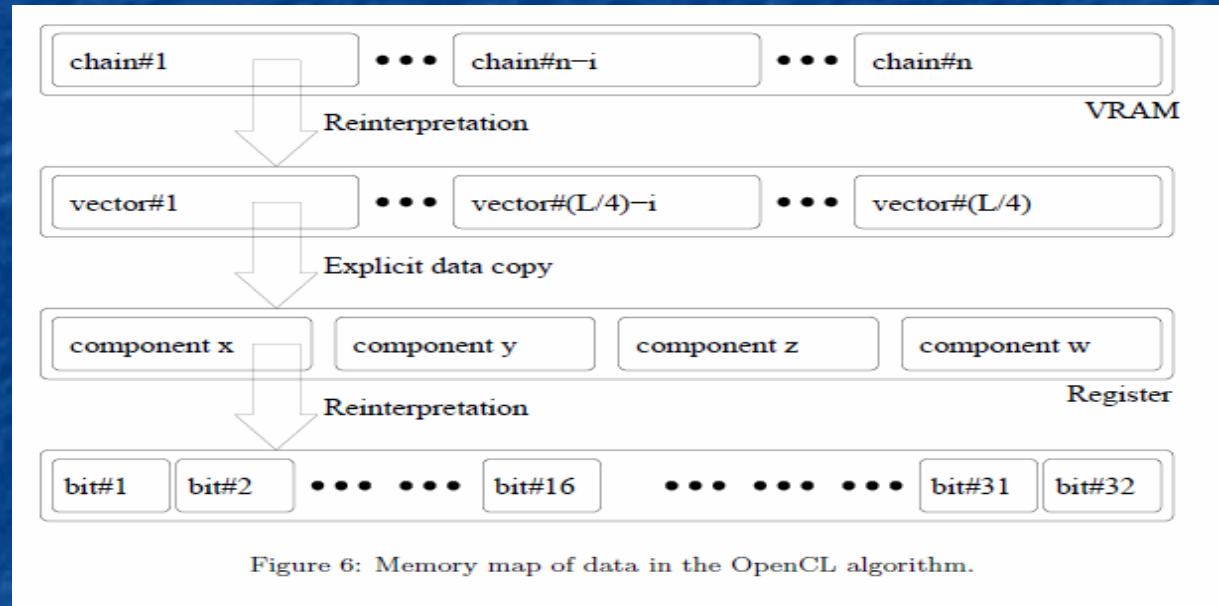 chain#1 ••• chain#n−i ••• chain#n
VRAM
Reinterpretation
vector#1 ••• vector#(L/4)−i ••• vector#(L/4)
Explicit data copy
component x component y component z component w
Register
Reinterpretation
bit#1 bit#2 ••• ••• bit#16 ••• ••• ••• bit#31 bit#32
Figure 6: Memory map of data in the OpenCL algorithm.